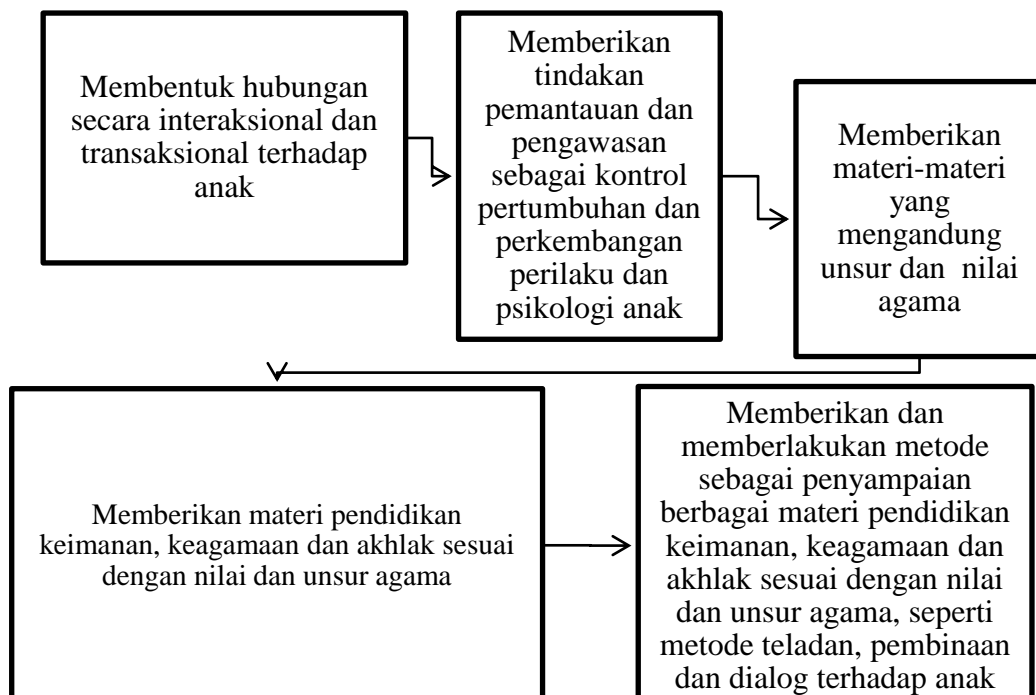 Membentuk hubungan
secara interaksional dan
transaksional terhadap
anak
Memberikan
tindakan
pemantauan dan
pengawasan
sebagai kontrol
pertumbuhan dan
perkembangan
perilaku dan
psikologi anak
Memberikan
materi-materi
yang
mengandung
unsur dan nilai
agama
Memberikan materi pendidikan
keimanan, keagamaan dan akhlak sesuai
dengan nilai dan unsur agama
Memberikan dan
memberlakukan metode
sebagai penyampaian
berbagai materi pendidikan
keimanan, keagamaan dan
akhlak sesuai dengan nilai
dan unsur agama, seperti
metode teladan, pembinaan
dan dialog terhadap anak